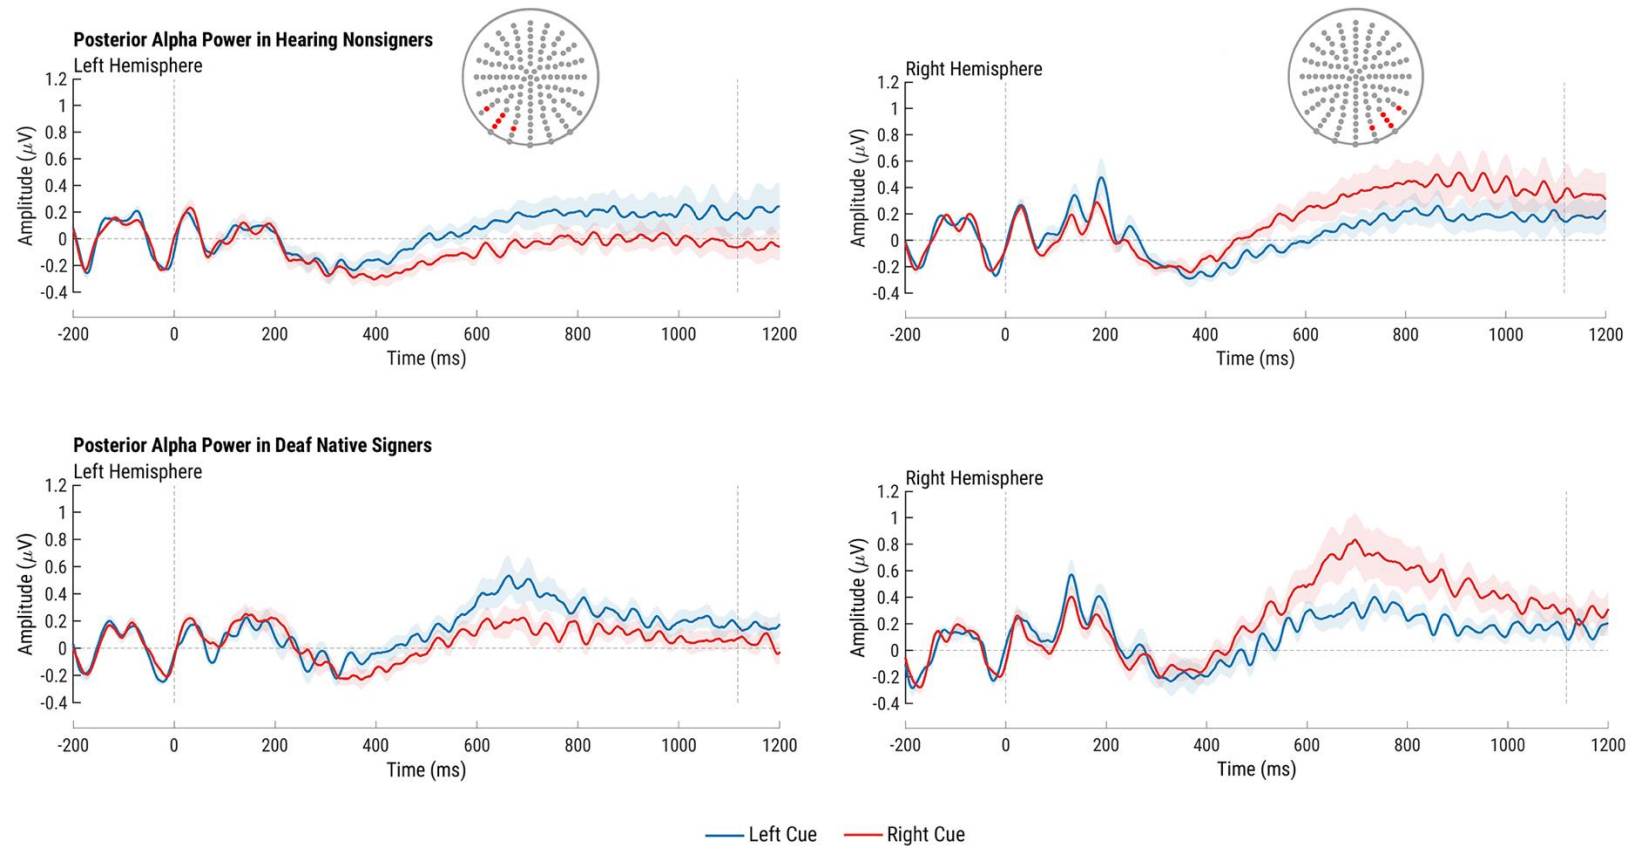 Posterior Alpha Power in Hearing Nonsigners
Left Hemisphere
1.2
1
0.8
0.6
0.4
0.2
0
-0.2
-0.4
Amplitude (μV)
-200 0 200 400 600 800 1000 1200
Time (ms)
Right Hemisphere
1.2
1
0.8
0.6
0.4
0.2
0
-0.2
-0.4
Amplitude (μV)
-200 0 200 400 600 800 1000 1200
Time (ms)
Posterior Alpha Power in Deaf Native Signers
Left Hemisphere
1.2
1
0.8
0.6
0.4
0.2
0
-0.2
-0.4
Amplitude (μV)
-200 0 200 400 600 800 1000 1200
Time (ms)
Right Hemisphere
1.2
1
0.8
0.6
0.4
0.2
0
-0.2
-0.4
Amplitude (μV)
-200 0 200 400 600 800 1000 1200
Time (ms)
Left Cue Right Cue